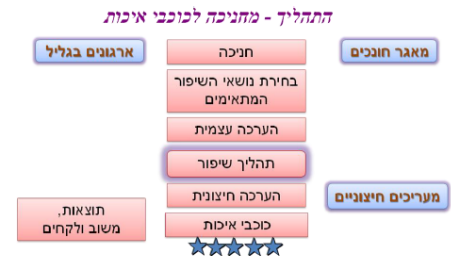 התהליך - מחניכה לכוכבי איכות
מאגר חונכים
חניכה
ארגונים בגליל
בחירת נושאי השיפור
המתאימים
הערכה עצמית
תהליך שיפור
מעריכים חיצוניים
הערכה חיצונית
כוכבי איכות
תוצאות,
משוב ולקחים